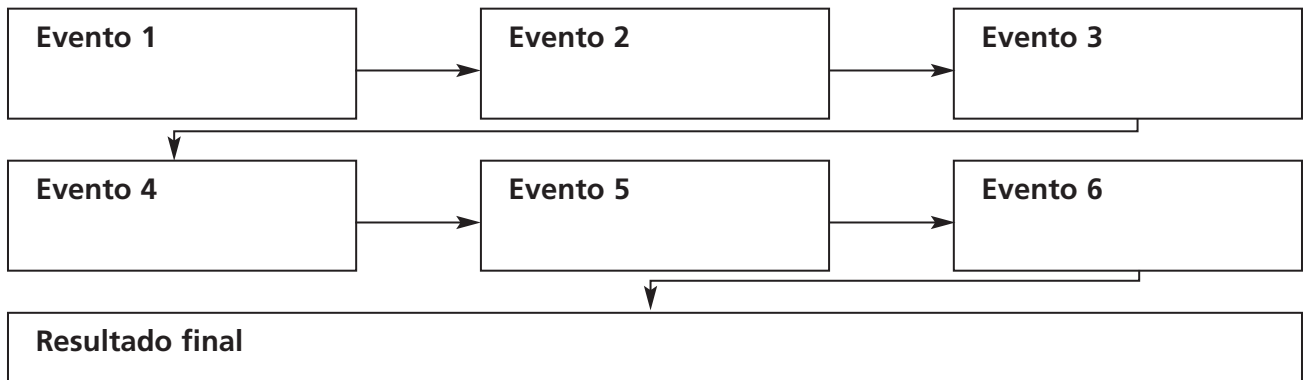 Evento 1
Evento 2
Evento 3
Evento 4
Evento 5
Evento 6
Resultado final